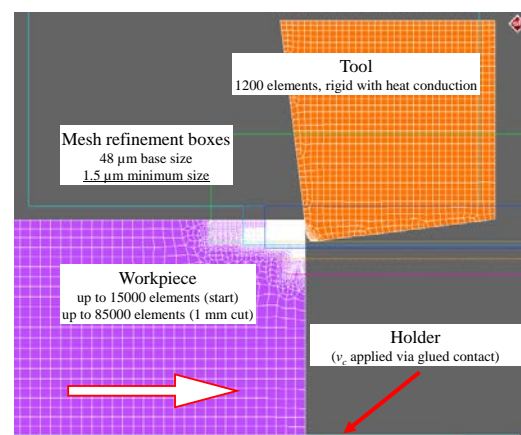 Tool
1200 elements, rigid with heat conduction
Mesh refinement boxes
48 µm base size
1.5 µm minimum size
Workpiece
up to 15000 elements (start)
up to 85000 elements (1 mm cut)
Holder
(vc applied via glued contact)